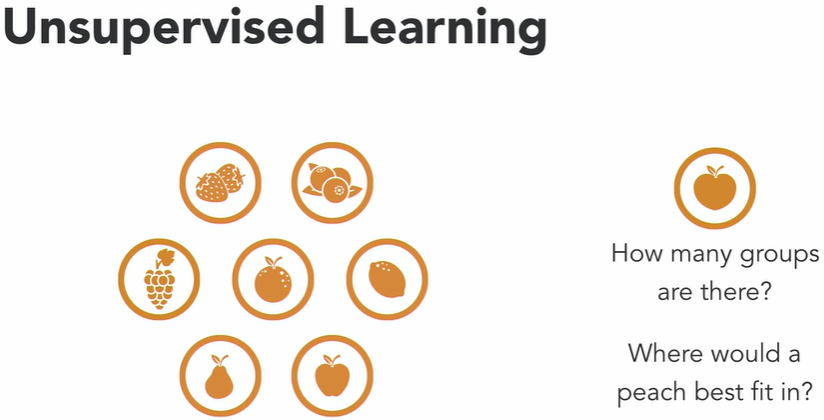 Unsupervised Learning
How many groups
are there?
Where would a
peach best fit in?